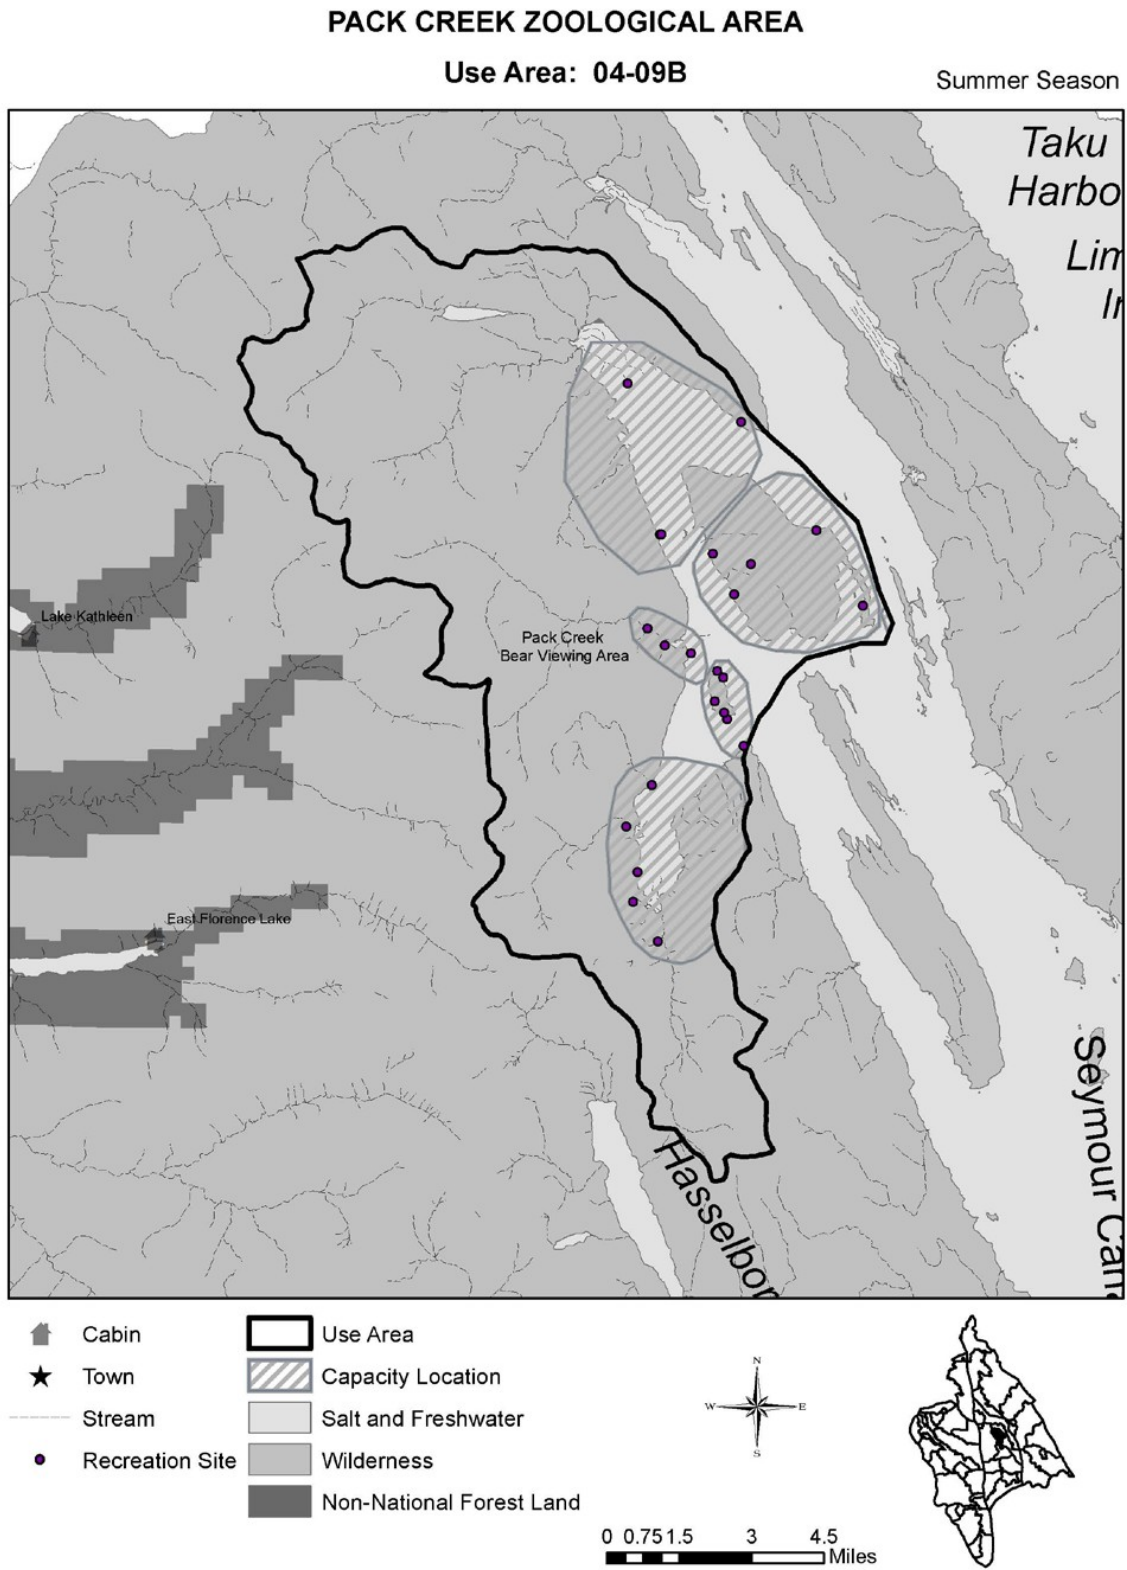 PACK CREEK ZOOLOGICAL AREA
Use Area: 04-09B
Summer Season
Taku
Harbo
Lim
In
Lake Kathleen
Pack Creek
Bear Viewing Area
East Florence Lake
Seymour Can
Hasselbor
Cabin
Town
Stream
Recreation Site
Use Area
Capacity Location
Salt and Freshwater
Wilderness
Non-National Forest Land
N
W
E
S
0 0.75 1.5 3 4.5
Miles